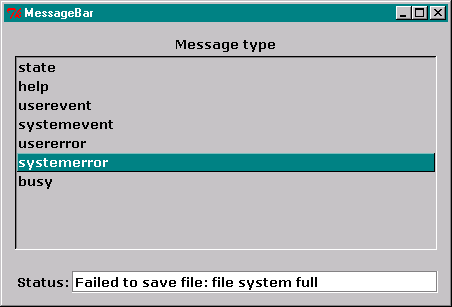 MessageBar
Message type
state
help
userevent
systemevent
usererror
systemerror
busy
Status: Failed to save file: file system full